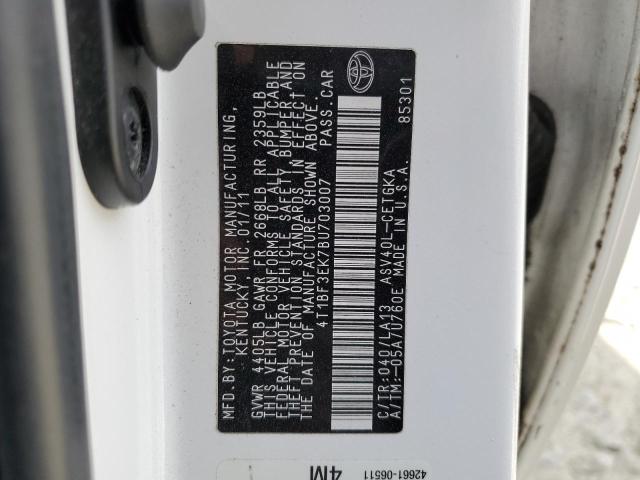 MFD.BY:TOYOTA MOTOR MANUFACTURING,
KENTUCKY, INC. 01/11
GVWR 4405LB GAWR FR 2668LB RR 2359LB
THIS VEHICLE CONFORMS TO ALL APPLICABLE
FEDERAL MOTOR VEHICLE SAFETY, BUMPER, AND
THEFT PREVENTION STANDARDS IN EFFECT ON
THE DATE OF MANUFACTURE SHOWN ABOVE.
4T1BF3EK7BU703007 PASS.CAR
C/TR:040/LA13 ASV40L-CETGKA
A/TM:-05A/U760E MADE IN U.S.A. 85301
4M
42661-06511